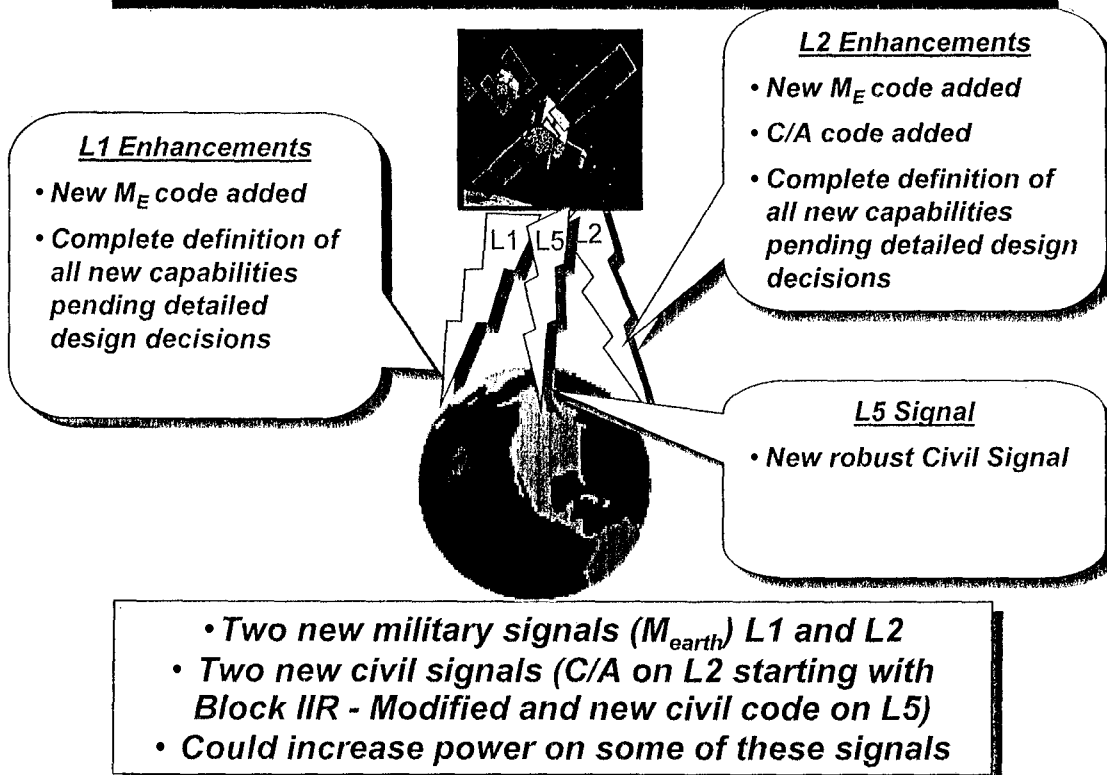 L1 Enhancements
• New M_E code added
• Complete definition of
all new capabilities
pending detailed
design decisions
L1 L5 L2
L2 Enhancements
• New M_E code added
• C/A code added
• Complete definition of
all new capabilities
pending detailed design
decisions
L5 Signal
• New robust Civil Signal
• Two new military signals (M_earth) L1 and L2
• Two new civil signals (C/A on L2 starting with
Block IIR - Modified and new civil code on L5)
• Could increase power on some of these signals